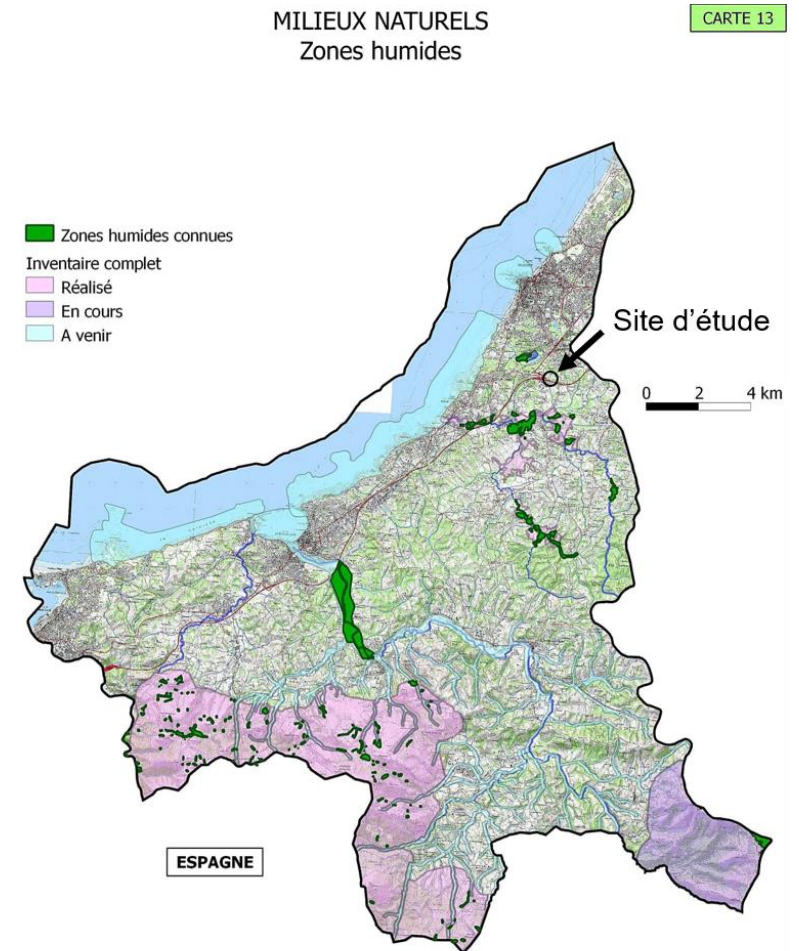 MILIEUX NATURELS
Zones humides
CARTE 13
Zones humides connues
Inventaire complet
Réalisé
En cours
A venir
Site d'étude
0 2 4 km
ESPAGNE